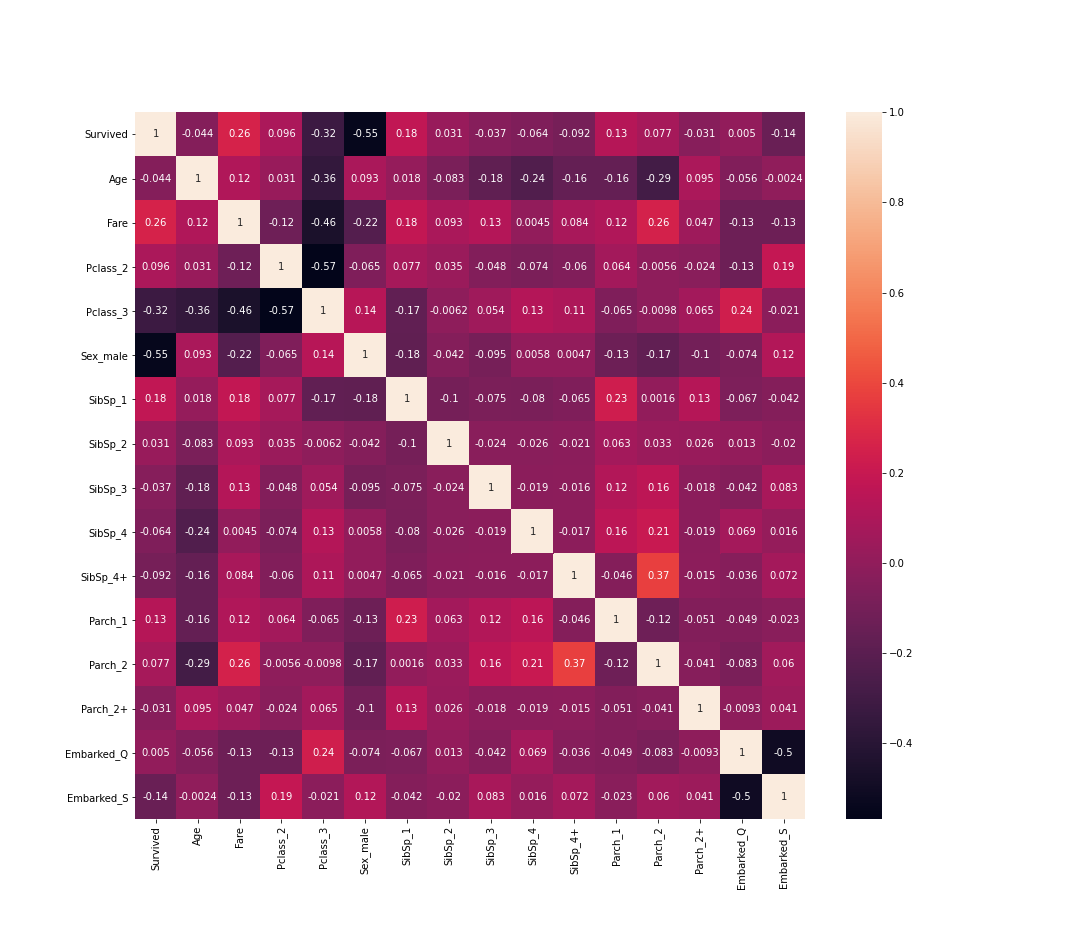 Survived 1 -0.044 0.26 0.096 -0.32 -0.55 0.18 0.031 -0.037 -0.064 -0.092 0.13 0.077 -0.031 0.005 -0.14
Age -0.044 1 0.12 0.031 -0.36 0.093 0.018 -0.083 -0.18 -0.24 -0.16 -0.16 -0.29 0.095 -0.056 -0.0024
Fare 0.26 0.12 1 -0.12 -0.46 -0.22 0.18 0.093 0.13 0.0045 0.084 0.12 0.26 0.047 -0.13 -0.13
Pclass_2 0.096 0.031 -0.12 1 -0.57 -0.065 0.077 0.035 -0.048 -0.074 -0.06 0.064 -0.0056 -0.024 -0.13 0.19
Pclass_3 -0.32 -0.36 -0.46 -0.57 1 0.14 -0.17 -0.0062 0.054 0.13 0.11 -0.065 -0.0098 0.065 0.24 -0.021
Sex_male -0.55 0.093 -0.22 -0.065 0.14 1 -0.18 -0.042 -0.095 0.0058 0.0047 -0.13 -0.17 -0.1 -0.074 0.12
SibSp_1 0.18 0.018 0.18 0.077 -0.17 -0.18 1 -0.1 -0.075 -0.08 -0.065 0.23 0.0016 0.13 -0.067 -0.042
SibSp_2 0.031 -0.083 0.093 0.035 -0.0062 -0.042 -0.1 1 -0.024 -0.026 -0.021 0.063 0.033 0.026 0.013 -0.02
SibSp_3 -0.037 -0.18 0.13 -0.048 0.054 -0.095 -0.075 -0.024 1 -0.019 -0.016 0.12 0.16 -0.018 -0.042 0.083
SibSp_4 -0.064 -0.24 0.0045 -0.074 0.13 0.0058 -0.08 -0.026 -0.019 1 -0.017 0.16 0.21 -0.019 0.069 0.016
SibSp_4+ -0.092 -0.16 0.084 -0.06 0.11 0.0047 -0.065 -0.021 -0.016 -0.017 1 -0.046 0.37 -0.015 -0.036 0.072
Parch_1 0.13 -0.16 0.12 0.064 -0.065 -0.13 0.23 0.063 0.12 0.16 -0.046 1 -0.12 -0.051 -0.049 -0.023
Parch_2 0.077 -0.29 0.26 -0.0056 -0.0098 -0.17 0.0016 0.033 0.16 0.21 0.37 -0.12 1 -0.041 -0.083 0.06
Parch_2+ -0.031 0.095 0.047 -0.024 0.065 -0.1 0.13 0.026 -0.018 -0.019 -0.015 -0.051 -0.041 1 -0.0093 0.041
Embarked_Q 0.005 -0.056 -0.13 -0.13 0.24 -0.074 -0.067 0.013 -0.042 0.069 -0.036 -0.049 -0.083 -0.0093 1 -0.5
Embarked_S -0.14 -0.0024 -0.13 0.19 -0.021 0.12 -0.042 -0.02 0.083 0.016 0.072 -0.023 0.06 0.041 -0.5 1
Survived Age Fare Pclass_2 Pclass_3 Sex_male SibSp_1 SibSp_2 SibSp_3 SibSp_4 SibSp_4+ Parch_1 Parch_2 Parch_2+ Embarked_Q Embarked_S
1.0
0.8
0.6
0.4
0.2
0.0
−0.2
−0.4